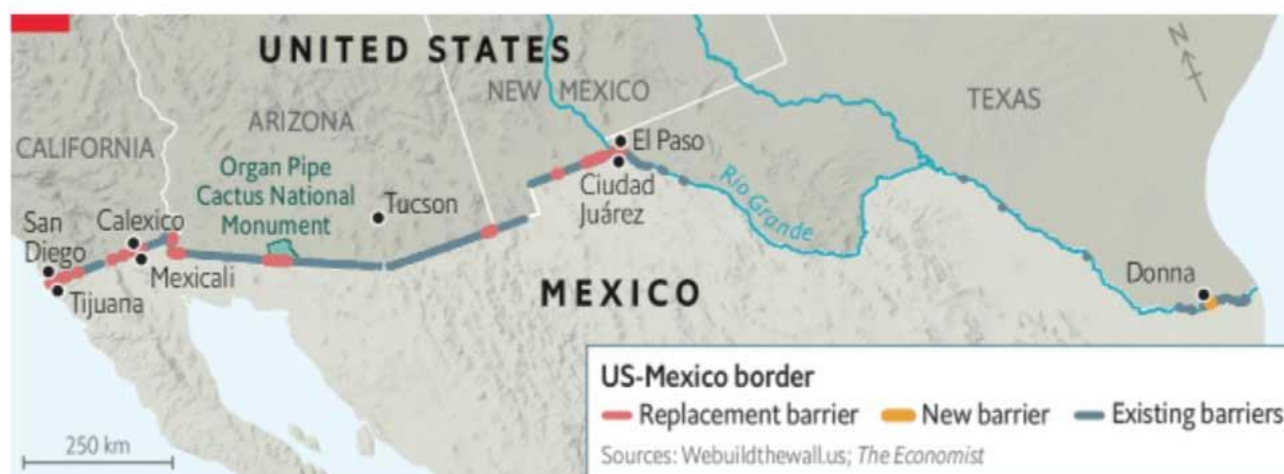 UNITED STATES
N
NEW MEXICO
TEXAS
ARIZONA
CALIFORNIA
El Paso
Organ Pipe
Cactus National
Monument
Tucson
Ciudad
Juárez
Rio Grande
San
Diego
Calexico
Mexicali
Tijuana
MEXICO
Donna
250 km
US-Mexico border
Replacement barrier New barrier Existing barriers
Sources: Webuildthewall.us; The Economist